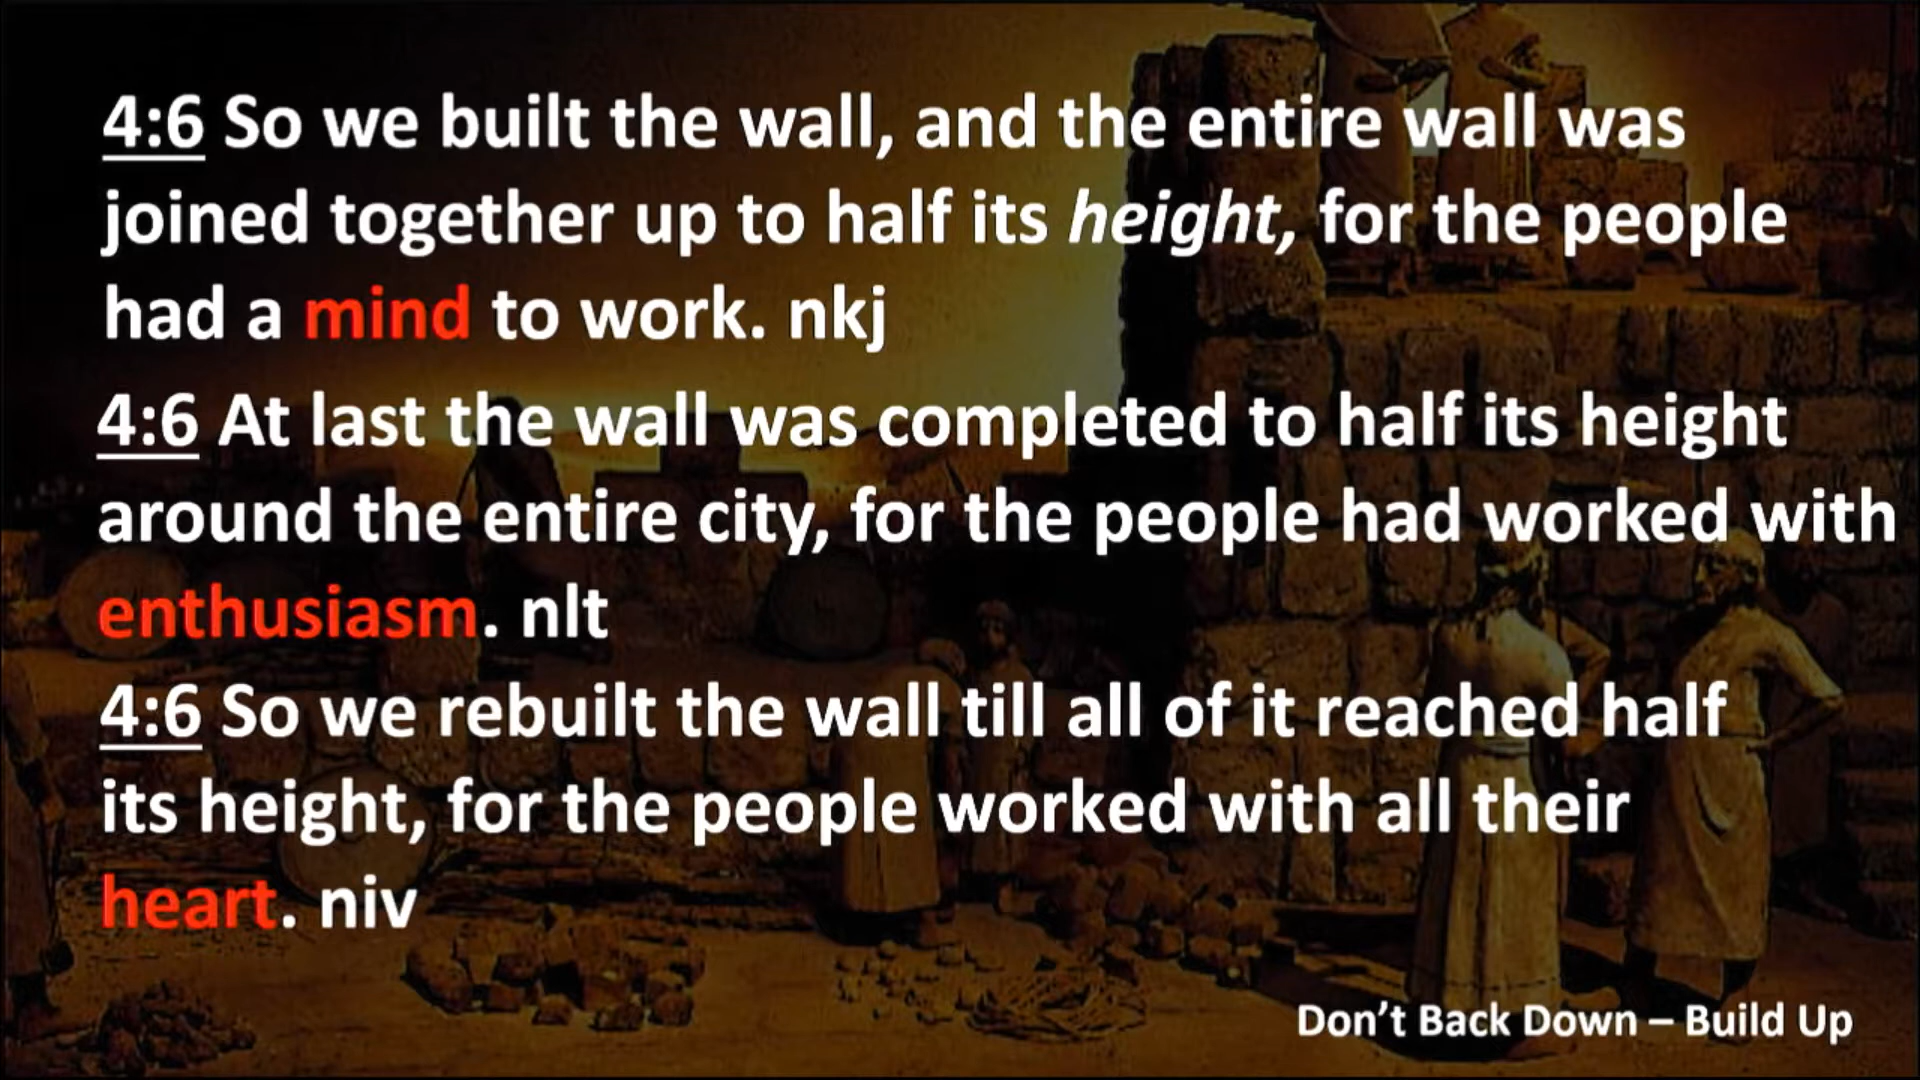 4:6 So we built the wall, and the entire wall was
joined together up to half its height, for the people
had a mind to work. nkj
4:6 At last the wall was completed to half its height
around the entire city, for the people had worked with
enthusiasm. nlt
4:6 So we rebuilt the wall till all of it reached half
its height, for the people worked with all their
heart. niv
Don’t Back Down – Build Up